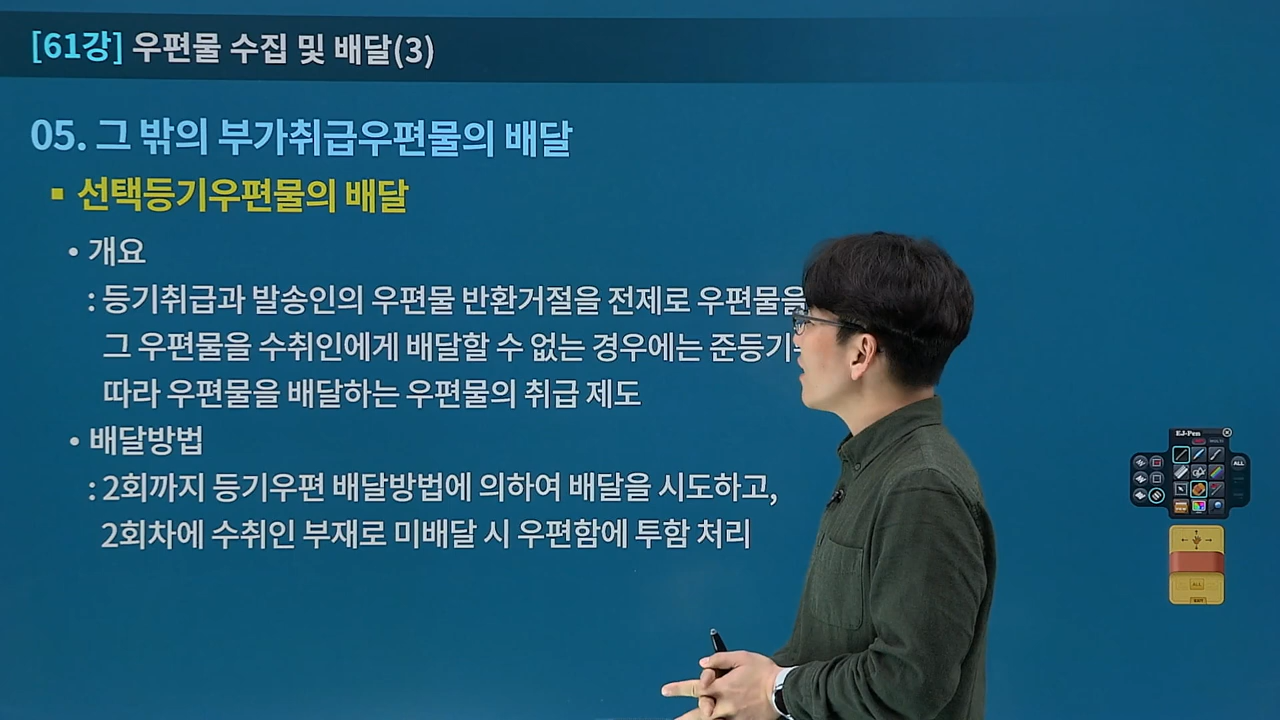 [61강] 우편물 수집 및 배달(3)
05. 그 밖의 부가취급우편물의 배달
▪ 선택등기우편물의 배달
• 개요
: 등기취급과 발송인의 우편물 반환거절을 전제로 우편물을
그 우편물을 수취인에게 배달할 수 없는 경우에는 준등기
따라 우편물을 배달하는 우편물의 취급 제도
• 배달방법
: 2회까지 등기우편 배달방법에 의하여 배달을 시도하고,
2회차에 수취인 부재로 미배달 시 우편함에 투함 처리
EJ-Pen
ALL
ALL
EXIT